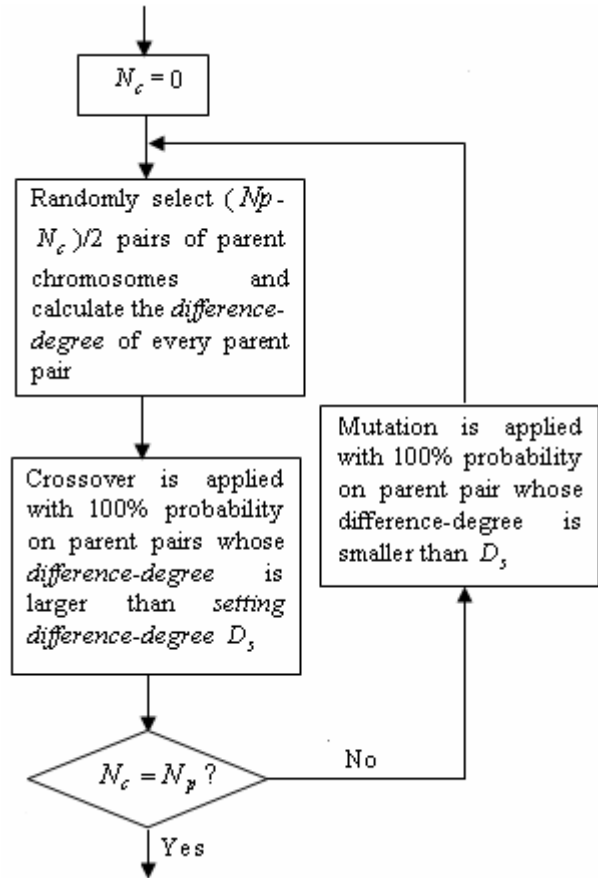 N_c = 0
Randomly select (Np-
N_c)/2 pairs of parent
chromosomes and
calculate the difference-
degree of every parent
pair
Crossover is applied
with 100% probability
on parent pairs whose
difference-degree is
larger than setting
difference-degree D_s
Mutation is applied
with 100% probability
on parent pair whose
difference-degree is
smaller than D_s
N_c = N_p ?
No
Yes